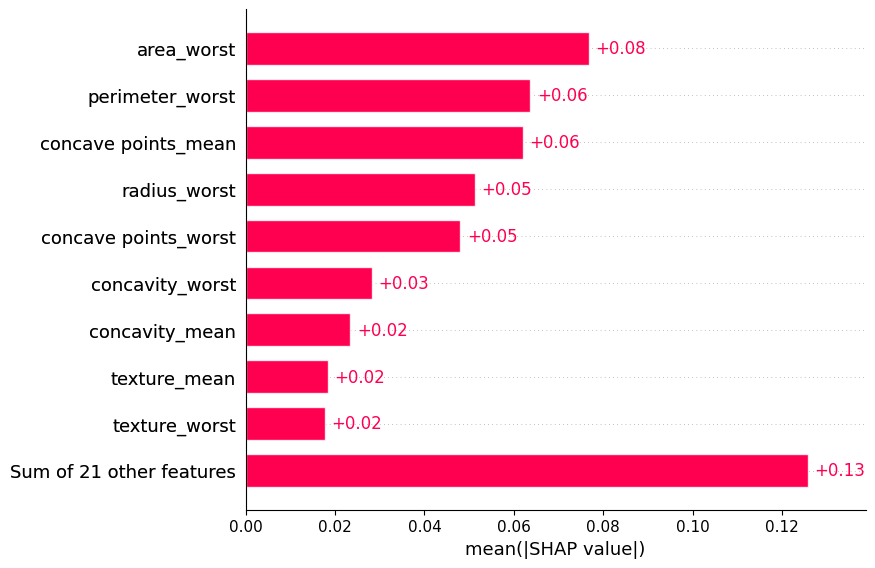 area_worst +0.08
perimeter_worst +0.06
concave points_mean +0.06
radius_worst +0.05
concave points_worst +0.05
concavity_worst +0.03
concavity_mean +0.02
texture_mean +0.02
texture_worst +0.02
Sum of 21 other features +0.13
0.00 0.02 0.04 0.06 0.08 0.10 0.12
mean(|SHAP value|)